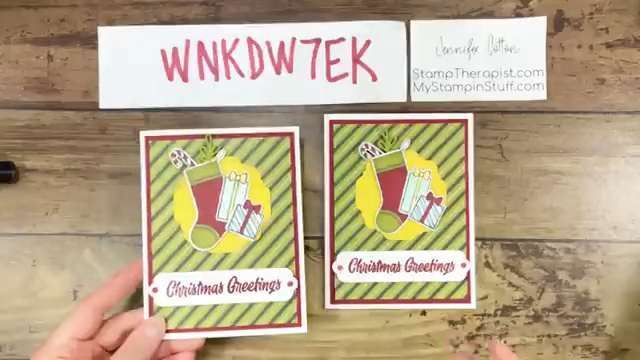 WNKDW7EK
Jennifer Cotton
StampTherapist.com
MyStampinStuff.com
Christmas Greetings
Christmas Greetings